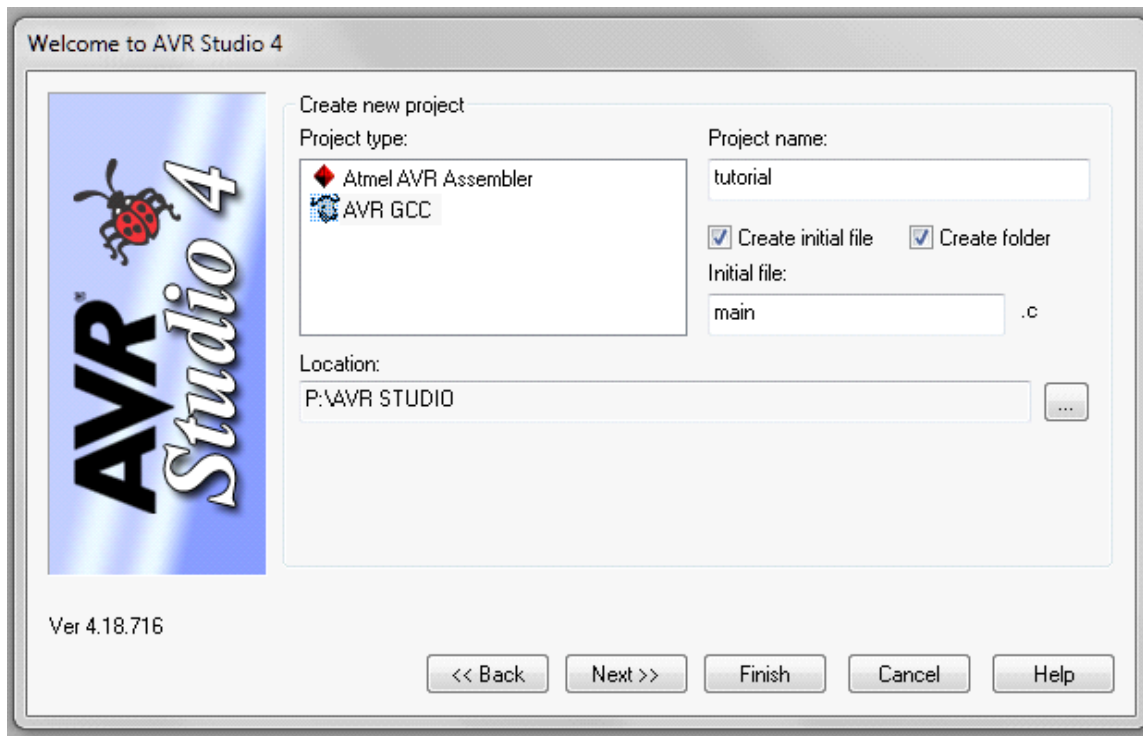 Welcome to AVR Studio 4
AVR® Studio 4
Create new project
Project type:
Atmel AVR Assembler
AVR GCC
Project name:
tutorial
Create initial file
Create folder
Initial file:
main
.c
Location:
P:\AVR STUDIO
...
Ver 4.18.716
<< Back
Next >>
Finish
Cancel
Help